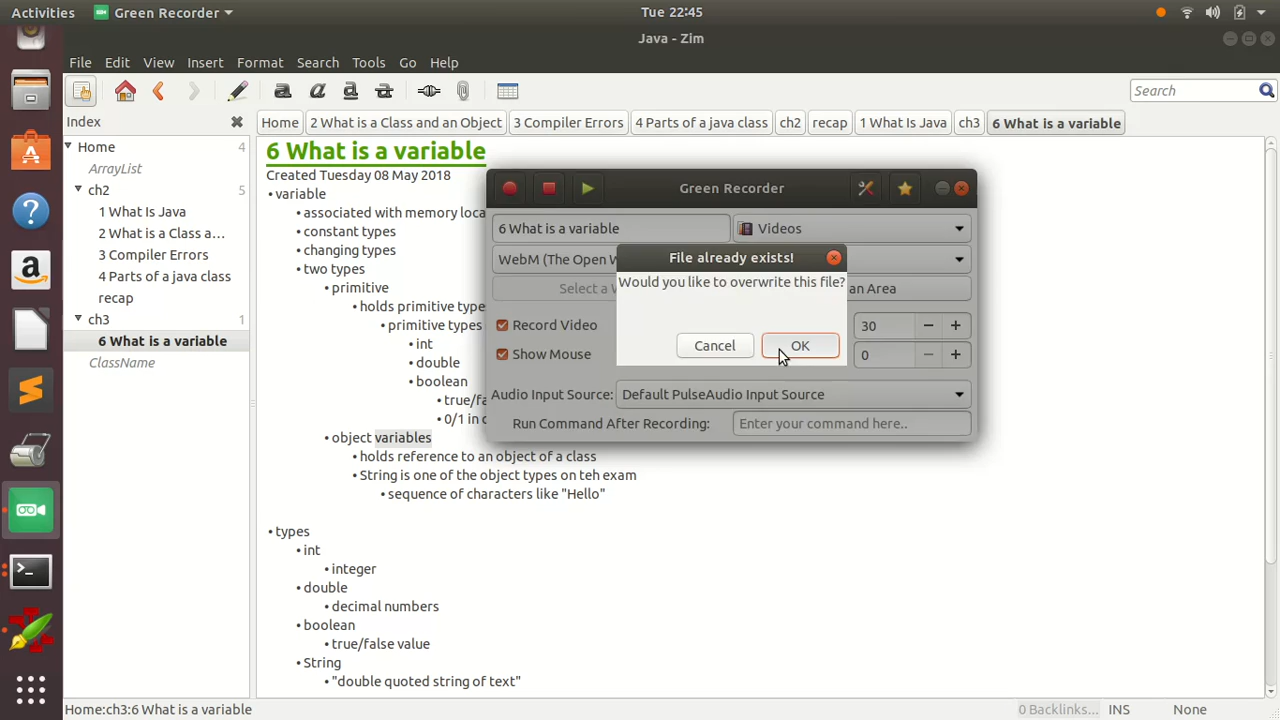 Activities
Green Recorder
Tue 22:45
Java - Zim
File Edit View Insert Format Search Tools Go Help
a a a a
Search
Index
Home
2 What is a Class and an Object
3 Compiler Errors
4 Parts of a java class
ch2
recap
1 What Is Java
ch3
6 What is a variable
Home 4
ArrayList
ch2 5
1 What Is Java
2 What is a Class a...
3 Compiler Errors
4 Parts of a java class
recap
ch3 1
6 What is a variable
ClassName
6 What is a variable
Created Tuesday 08 May 2018
• variable
• associated with memory loca
• constant types
• changing types
• two types
• primitive
• holds primitive type
• primitive types
• int
• double
• boolean
• true/fa
• 0/1 in
• object variables
• holds reference to an object of a class
• String is one of the object types on teh exam
• sequence of characters like "Hello"
• types
• int
• integer
• double
• decimal numbers
• boolean
• true/false value
• String
• "double quoted string of text"
Green Recorder
6 What is a variable
Videos
WebM (The Open W
Select a W
an Area
Record Video
30
Show Mouse
0
Audio Input Source: Default PulseAudio Input Source
Run Command After Recording: Enter your command here..
File already exists!
Would you like to overwrite this file?
Cancel
OK
Home:ch3:6 What is a variable
0 Backlinks...
INS
None